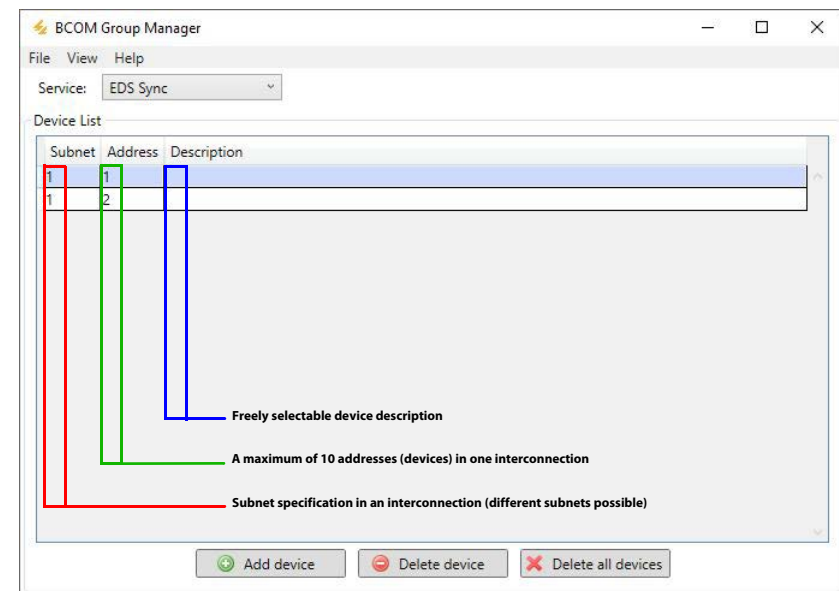 BCOM Group Manager
File View Help
Service: EDS Sync
Device List
Subnet Address Description
1 1
1 2
Freely selectable device description
A maximum of 10 addresses (devices) in one interconnection
Subnet specification in an interconnection (different subnets possible)
Add device Delete device Delete all devices